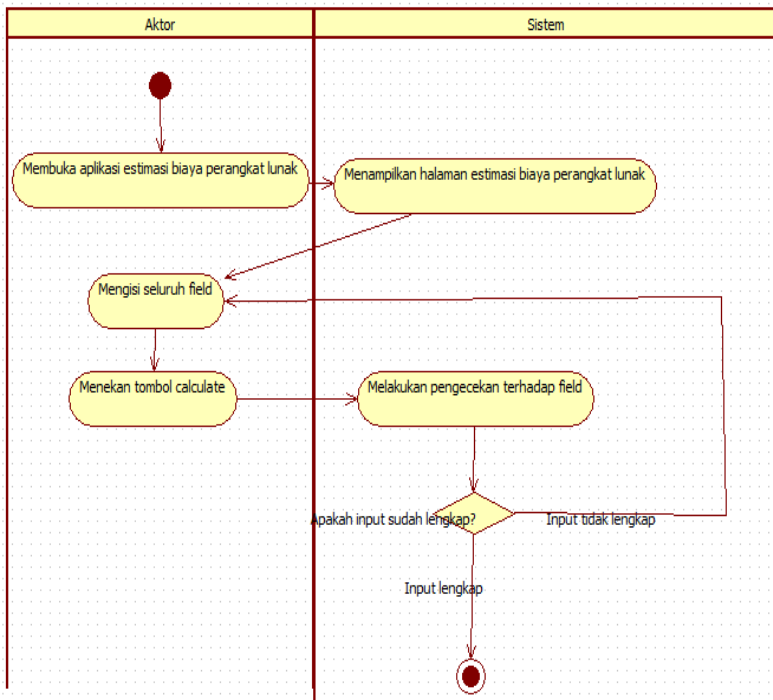 Aktor
Sistem
Membuka aplikasi estimasi biaya perangkat lunak
Menampilkan halaman estimasi biaya perangkat lunak
Mengisi seluruh field
Menekan tombol calculate
Melakukan pengecekan terhadap field
Apakah input sudah lengkap?
Input tidak lengkap
Input lengkap